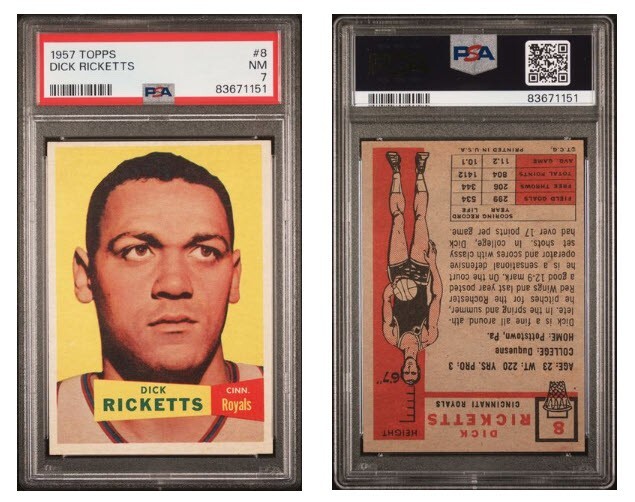 1957 TOPPS #8
DICK RICKETTS NM
7
PSA 83671151
DICK
RICKETTS
CINN.
Royals
PSA
83671151
8
DICK
RICKETTS
CINCINNATI ROYALS
HEIGHT
6'7"
AGE: 23 WT: 220 YRS. PRO: 3
COLLEGE: Duquesne
HOME: Pottstown, Pa.
Dick is a fine all around ath-
lete. In the spring and summer,
he pitches for the Rochester
Red Wings and last year posted
a good 12-9 mark. On the court
he is a sensational defensive
operator and scores with classy
set shots. In college, Dick
had over 17 points per game.
SCORING RECORD
YEAR LIFE
FIELD GOALS 299 534
FREE THROWS 206 344
TOTAL POINTS 804 1412
AVG. GAME 11.2 10.1
©T.C.G. PRINTED IN U.S.A.